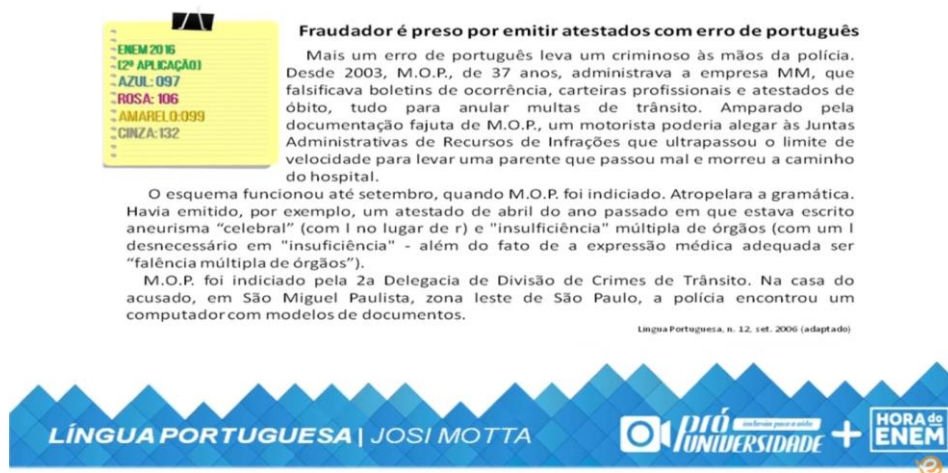 Fraudador é preso por emitir atestados com erro de português
ENEM 2016
(2ª APLICAÇÃO)
AZUL: 097
ROSA: 106
AMARELO:099
CINZA:132
Mais um erro de português leva um criminoso às mãos da polícia.
Desde 2003, M.O.P., de 37 anos, administrava a empresa MM, que
falsificava boletins de ocorrência, carteiras profissionais e atestados de
óbito, tudo para anular multas de trânsito. Amparado pela
documentação fajuta de M.O.P., um motorista poderia alegar às Juntas
Administrativas de Recursos de Infrações que ultrapassou o limite de
velocidade para levar uma parente que passou mal e morreu a caminho
do hospital.
O esquema funcionou até setembro, quando M.O.P. foi indiciado. Atropelara a gramática.
Havia emitido, por exemplo, um atestado de abril do ano passado em que estava escrito
aneurisma “celebral” (com l no lugar de r) e "insulficiência" múltipla de órgãos (com um l
desnecessário em "insuficiência" - além do fato de a expressão médica adequada ser
“falência múltipla de órgãos”).
M.O.P. foi indiciado pela 2a Delegacia de Divisão de Crimes de Trânsito. Na casa do
acusado, em São Miguel Paulista, zona leste de São Paulo, a polícia encontrou um
computador com modelos de documentos.
Língua Portuguesa, n. 12, set. 2006 (adaptado)
LÍNGUA PORTUGUESA | JOSI MOTTA
pró
UNIVERSIDADE
+
HORA do
ENEM